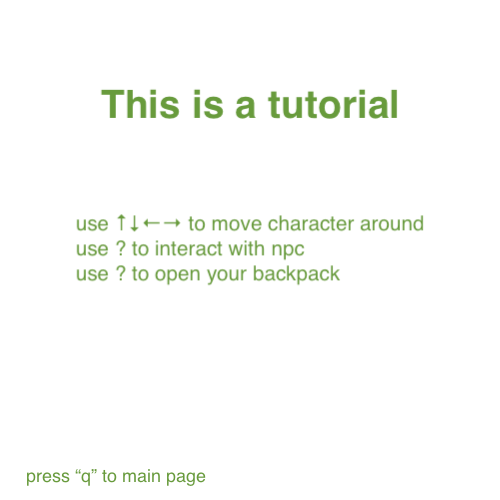 This is a tutorial
use ↑↓←→ to move character around
use ? to interact with npc
use ? to open your backpack
press “q” to main page